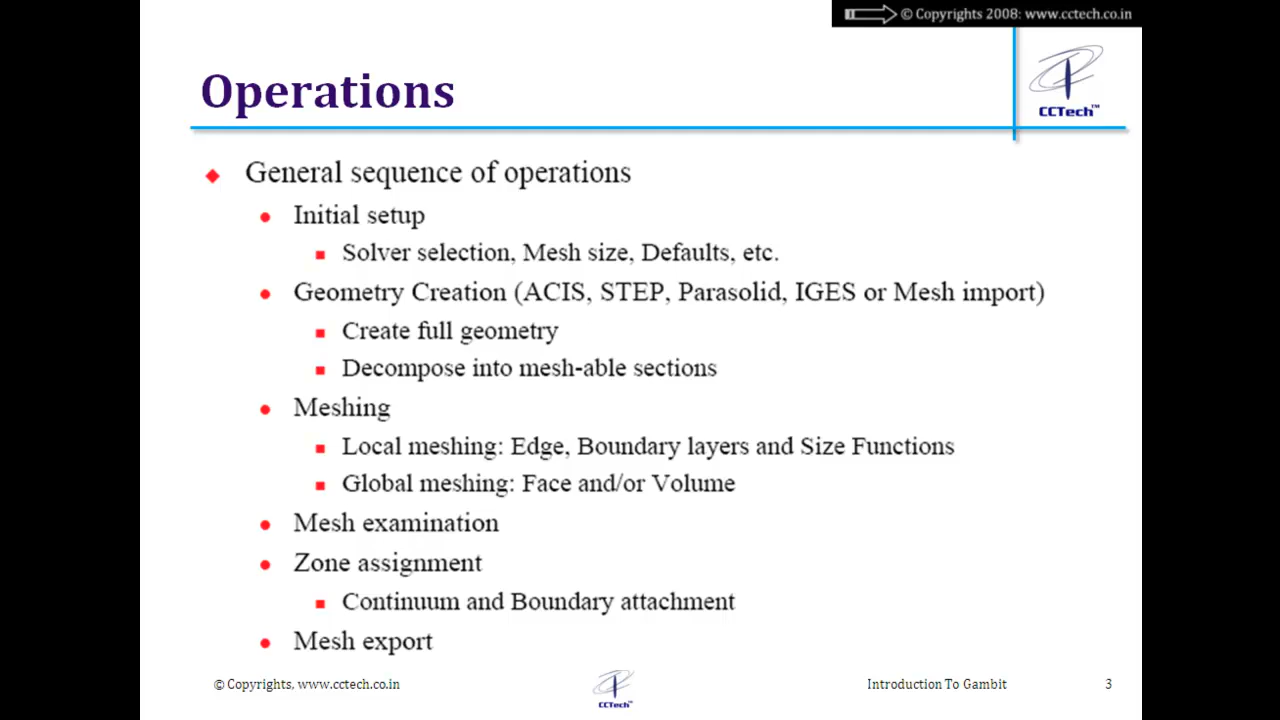 © Copyrights 2008: www.cctech.co.in
Operations
CCTech™
General sequence of operations
Initial setup
Solver selection, Mesh size, Defaults, etc.
Geometry Creation (ACIS, STEP, Parasolid, IGES or Mesh import)
Create full geometry
Decompose into mesh-able sections
Meshing
Local meshing: Edge, Boundary layers and Size Functions
Global meshing: Face and/or Volume
Mesh examination
Zone assignment
Continuum and Boundary attachment
Mesh export
© Copyrights, www.cctech.co.in
CCTech™
Introduction To Gambit
3